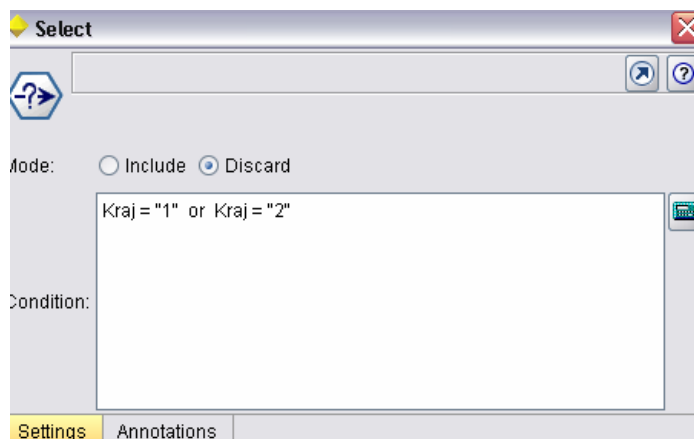 Select
Mode: Include Discard
Kraj = "1" or Kraj = "2"
Condition:
Settings Annotations